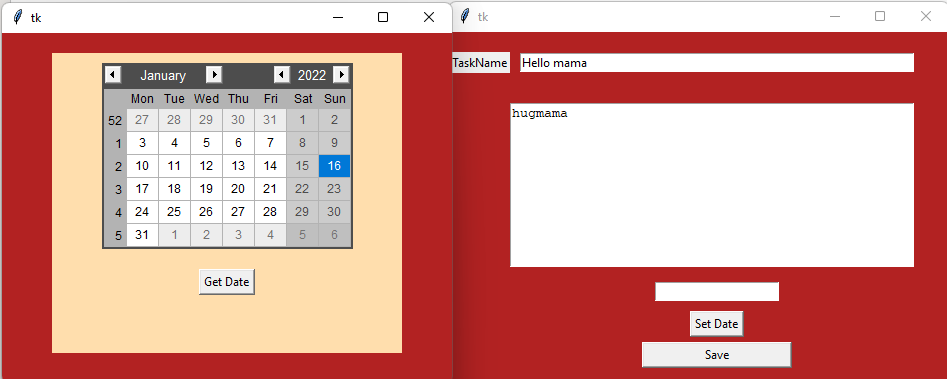 tk
January 2022
Mon Tue Wed Thu Fri Sat Sun
52 27 28 29 30 31 1 2
1 3 4 5 6 7 8 9
2 10 11 12 13 14 15 16
3 17 18 19 20 21 22 23
4 24 25 26 27 28 29 30
5 31 1 2 3 4 5 6
Get Date
tk
TaskName Hello mama
hugmama
Set Date
Save